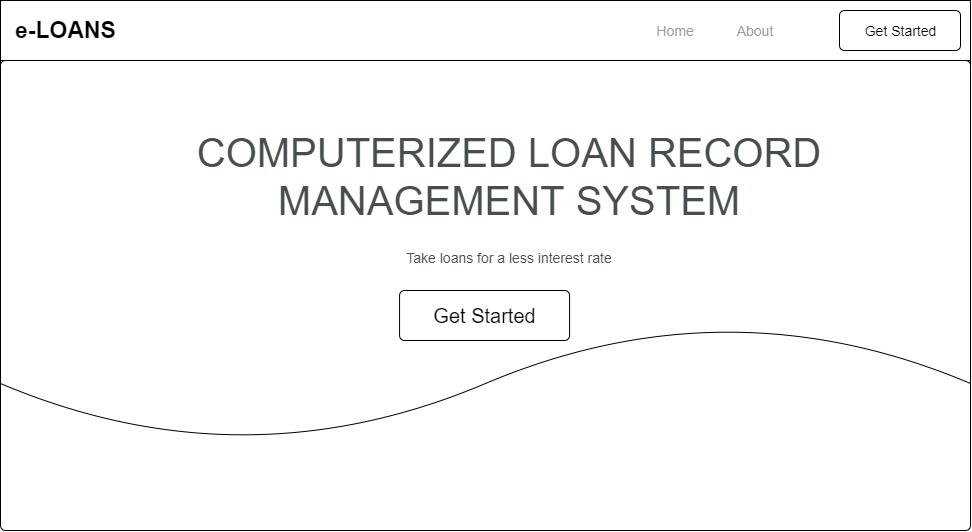 e-LOANS
Home
About
Get Started
COMPUTERIZED LOAN RECORD
MANAGEMENT SYSTEM
Take loans for a less interest rate
Get Started